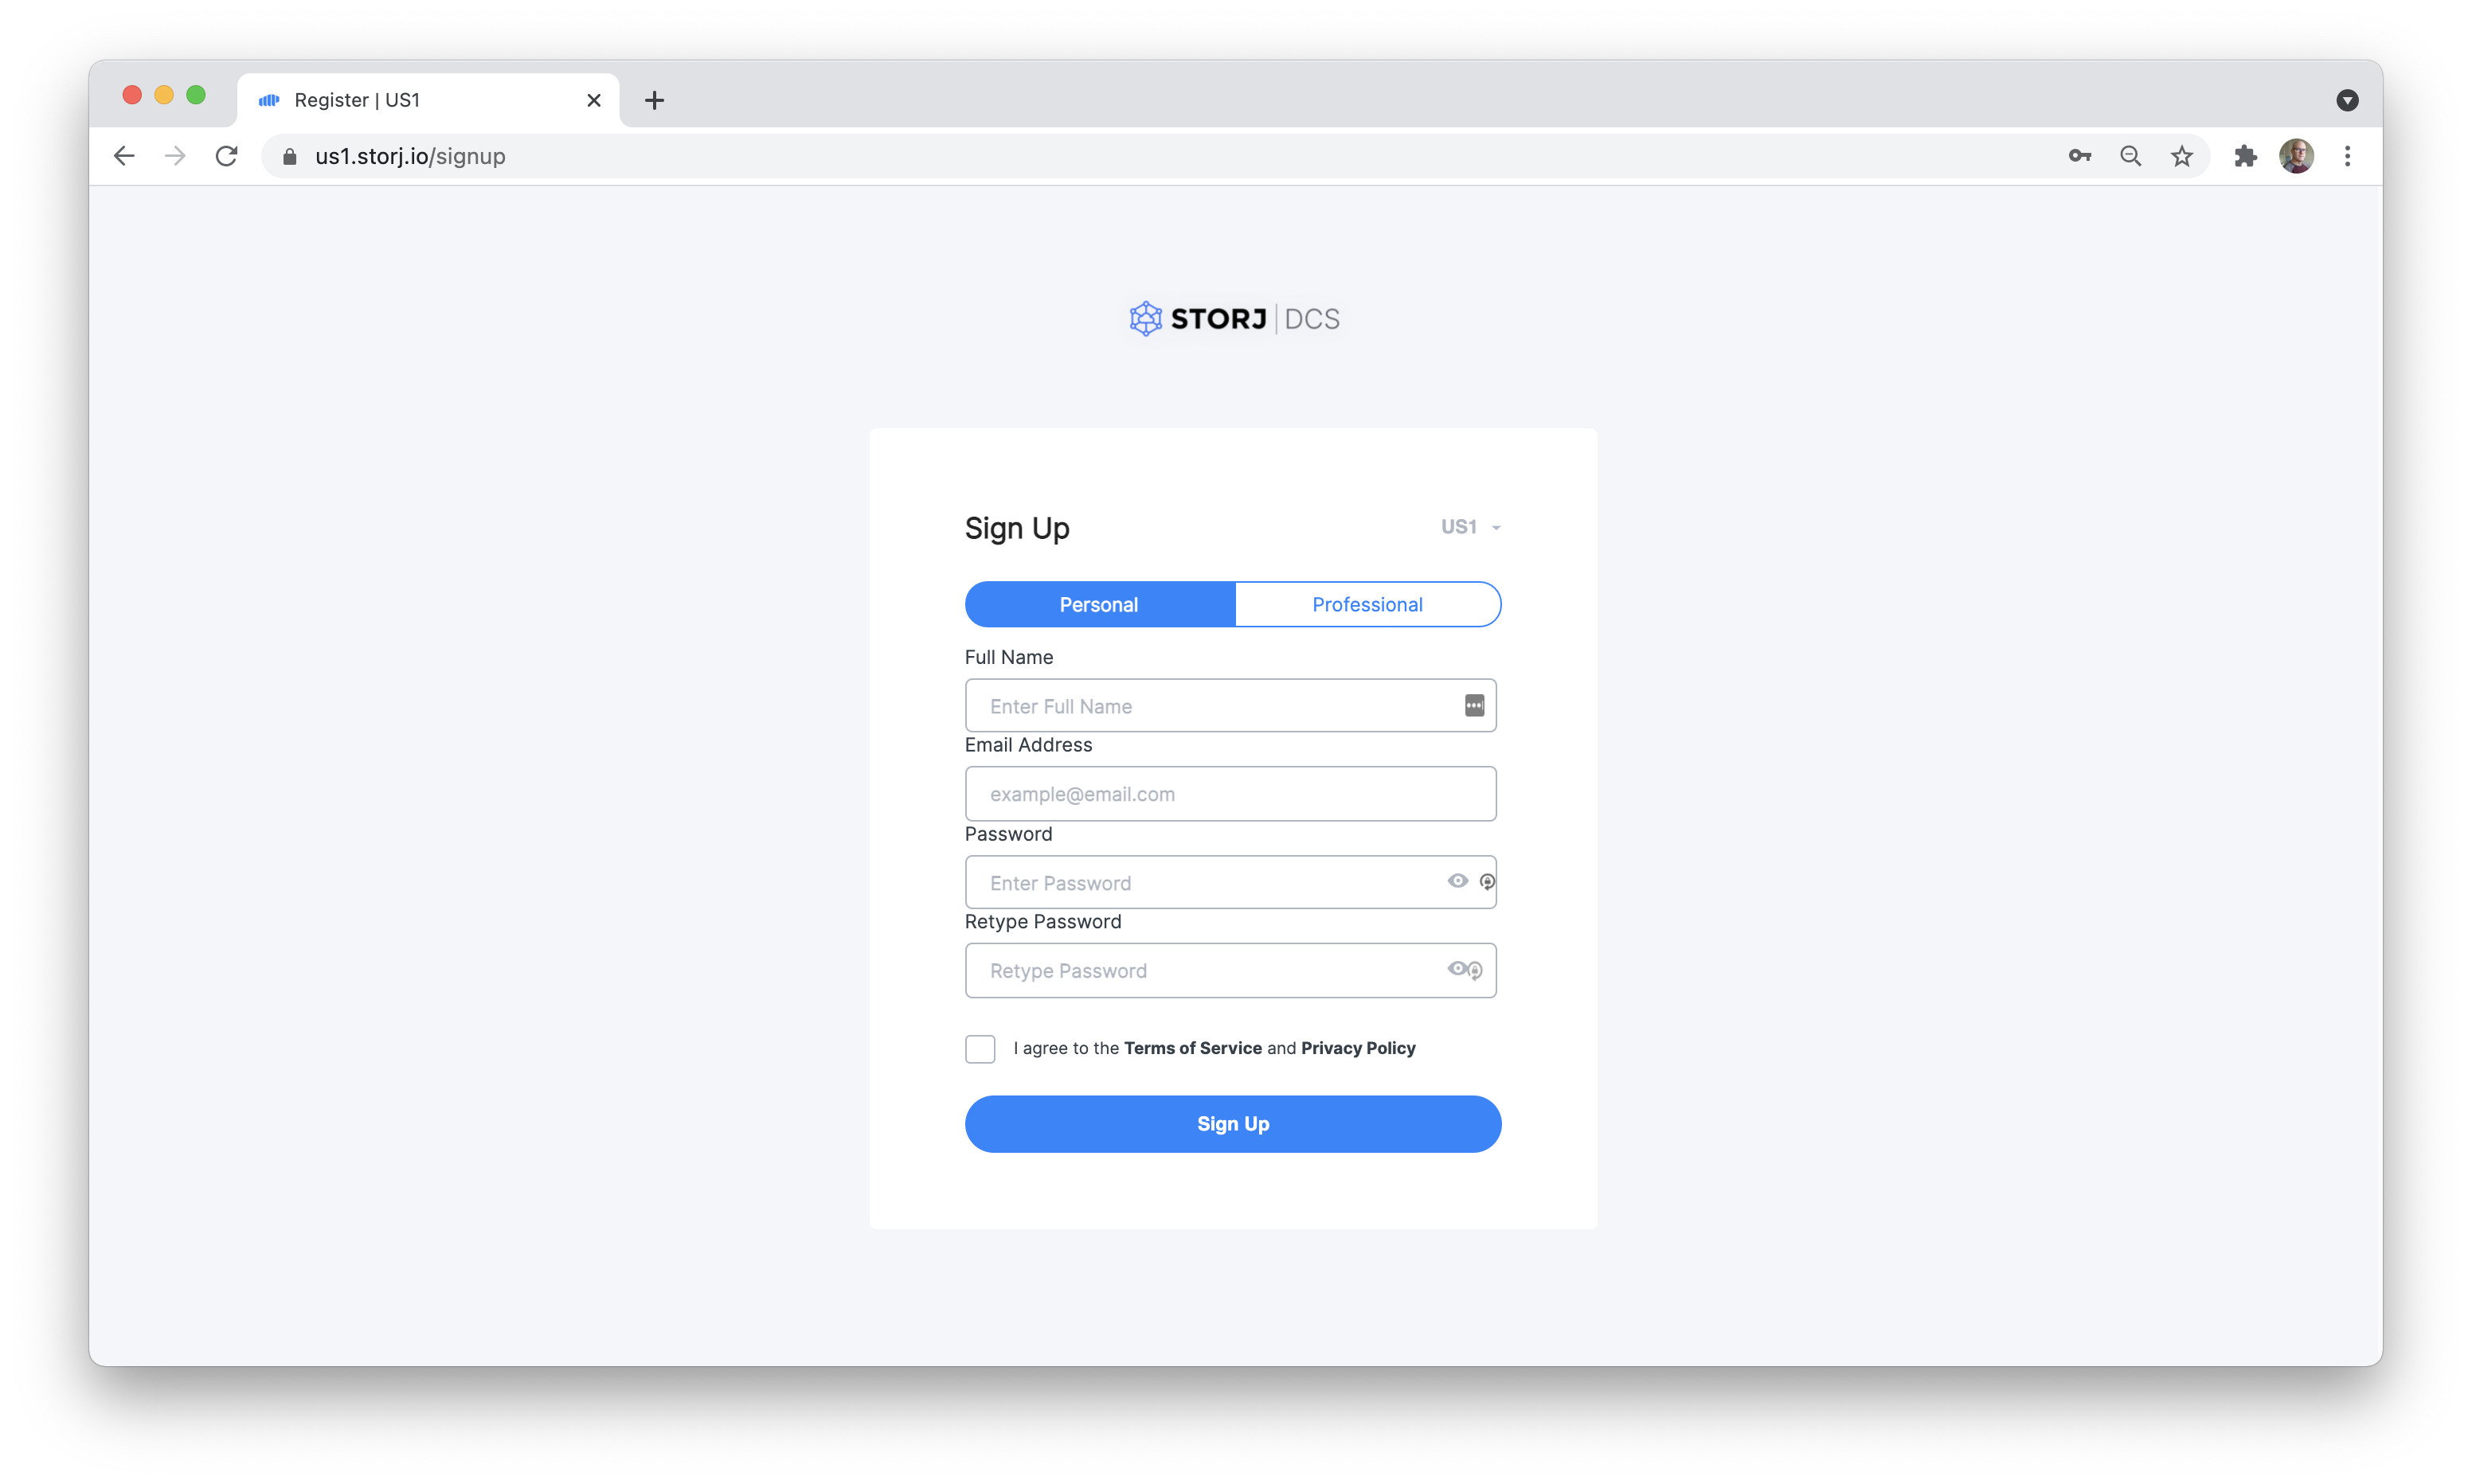 Register | US1
us1.storj.io/signup
STORJ | DCS
Sign Up
US1
Personal
Professional
Full Name
Enter Full Name
Email Address
example@email.com
Password
Enter Password
Retype Password
Retype Password
I agree to the Terms of Service and Privacy Policy
Sign Up